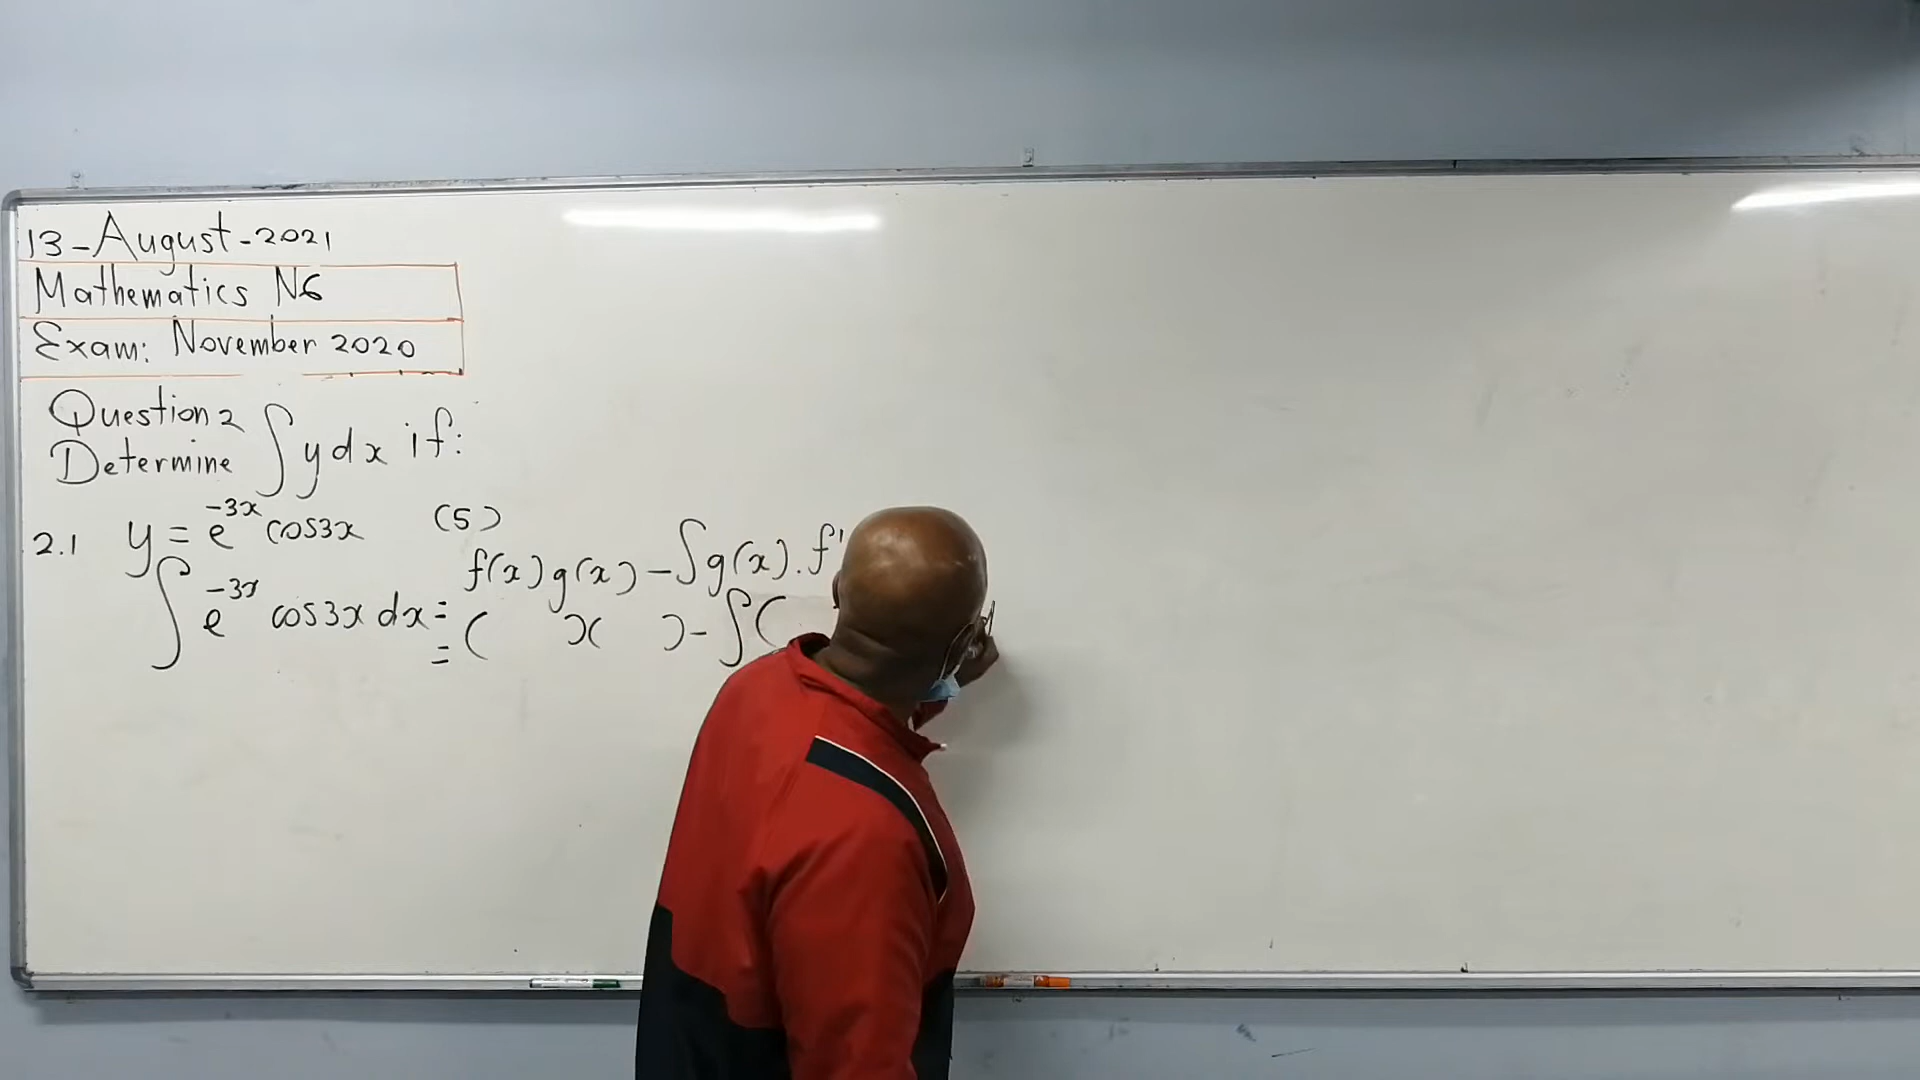 13-August-2021
Mathematics N6
Exam: November 2020
Question 2
Determine ∫ydx if:
2.1 y = e^-3x cos3x (5)
f(x)g(x) - ∫g(x).f'
∫e^-3x cos3x dx =
= ( )( ) - ∫(